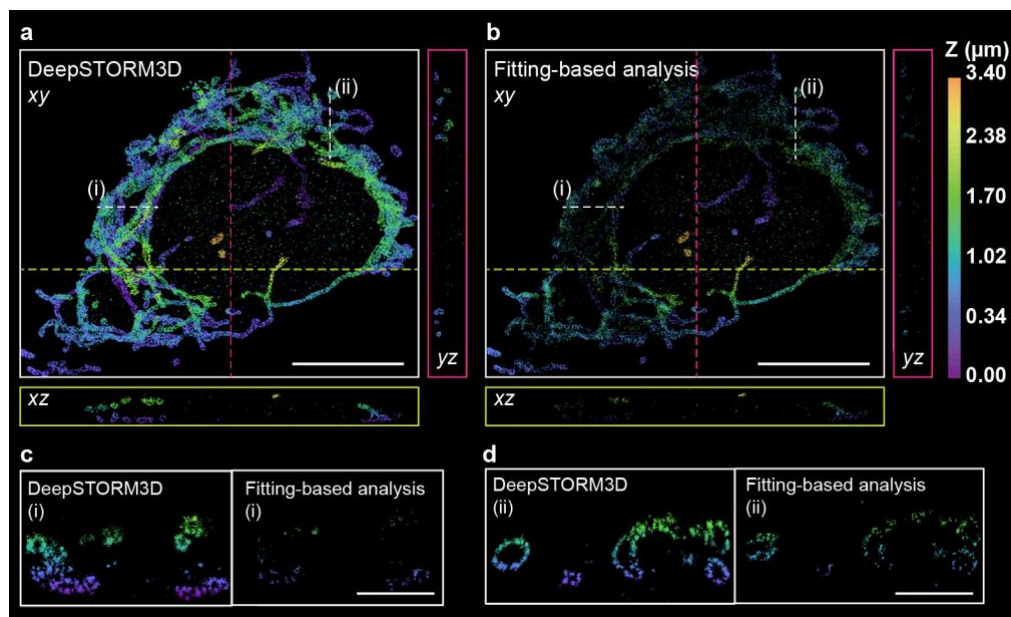 a
DeepSTORM3D
xy
(i)
(ii)
yz
xz
b
Fitting-based analysis
xy
(i)
(ii)
yz
xz
Z (µm)
3.40
2.38
1.70
1.02
0.34
0.00
c
DeepSTORM3D
(i)
Fitting-based analysis
(i)
d
DeepSTORM3D
(ii)
Fitting-based analysis
(ii)